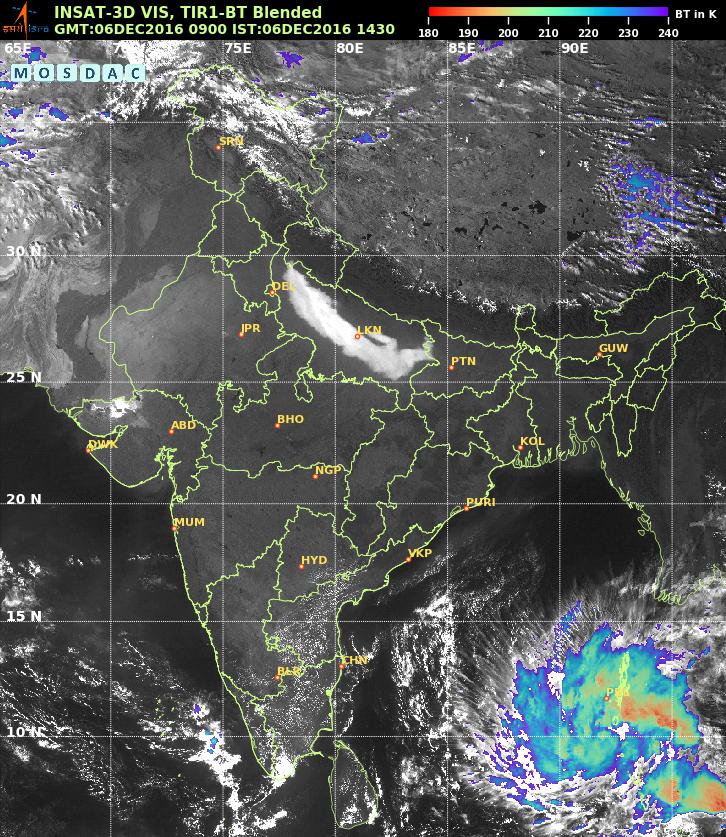 INSAT-3D VIS, TIR1-BT Blended
GMT:06DEC2016 0900 IST:06DEC2016 1430
BT in K
180 190 200 210 220 230 240
65E 75E 80E 85E 90E
MOSDAC
SRN
30 N
DEL
JPR LKN
GUW
PTN
25 N
ABD BHO
DWK KOL
NGP
20 N
PURI
MUM
VKP
HYD
15 N
CHN
BLR
10 N